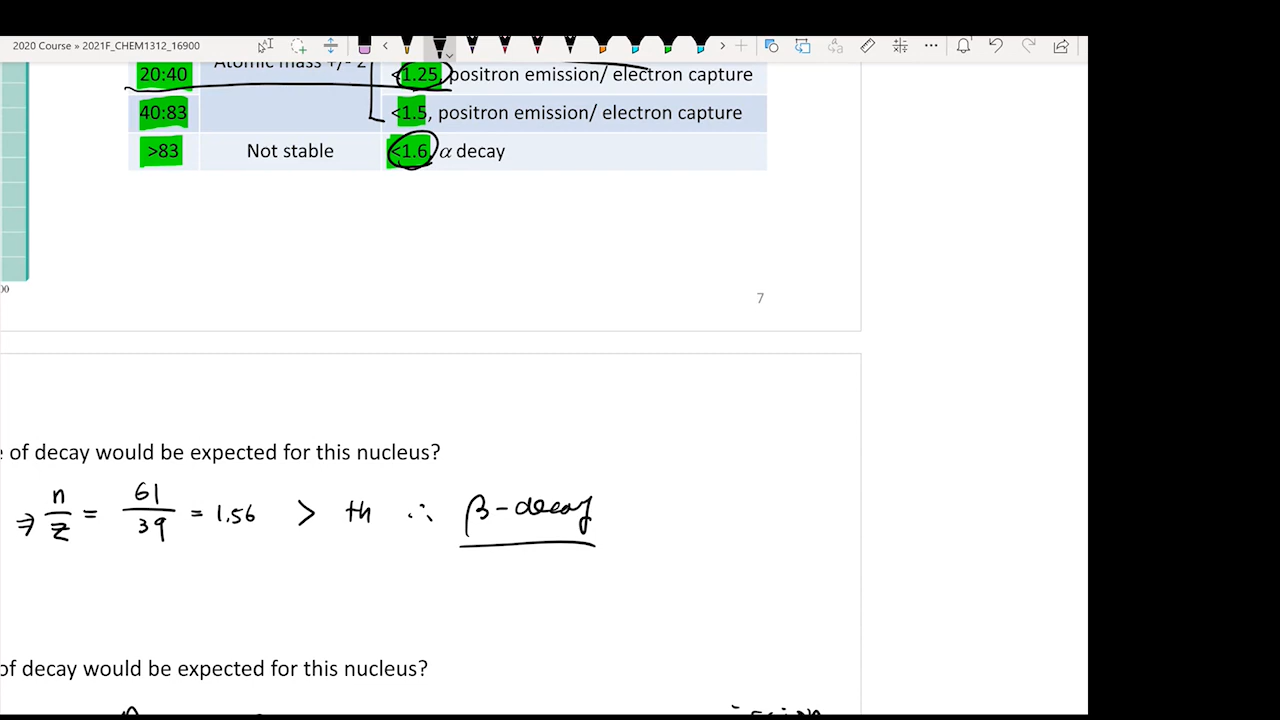 2020 Course » 2021F_CHEM1312_16900
Atomic mass +/- 2
20:40 <1.25, positron emission/ electron capture
40:83 <1.5, positron emission/ electron capture
>83 Not stable <1.6, α decay
00
7
e of decay would be expected for this nucleus?
⇒ n/z = 61/39 = 1.56 > th ∴ β-decay
of decay would be expected for this nucleus?